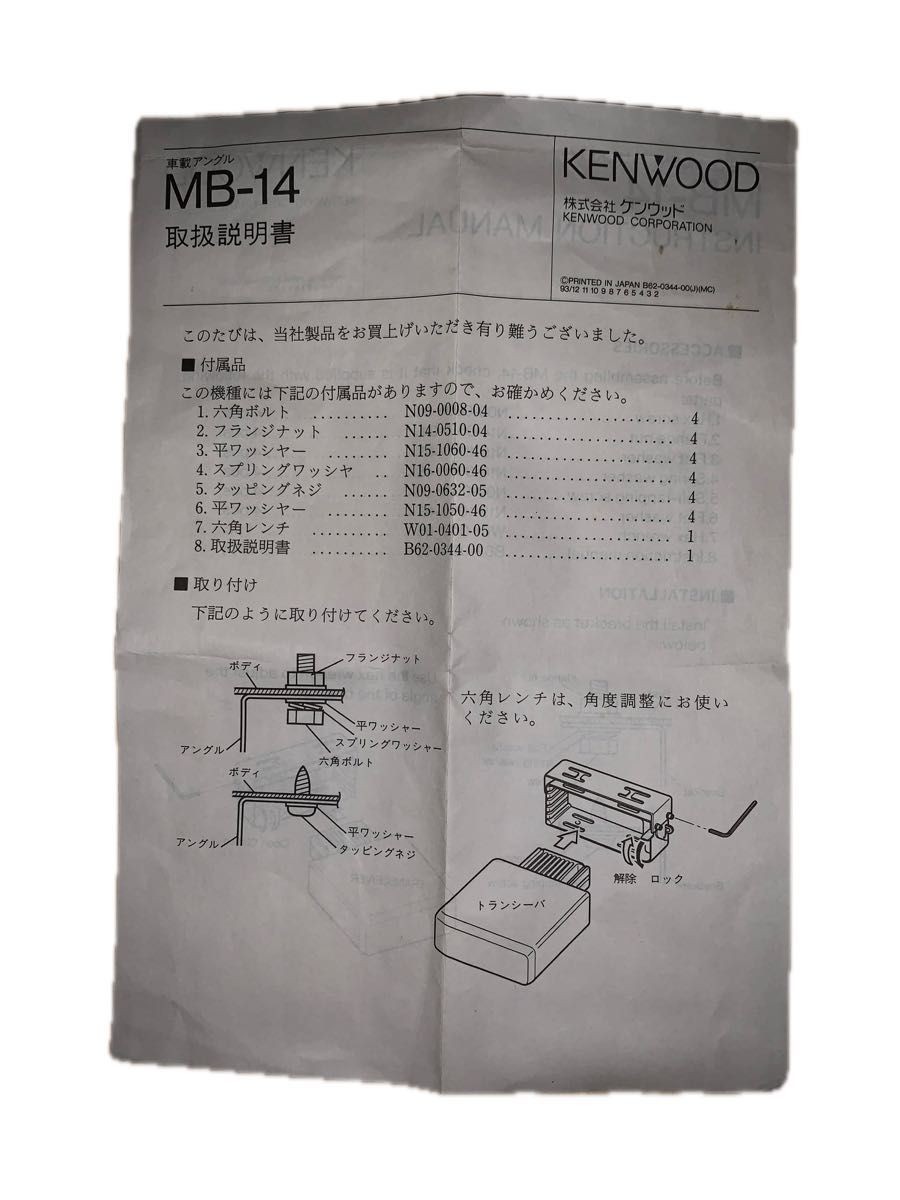 車載アングル
MB-14
取扱説明書
KENWOOD
株式会社 ケンウッド
KENWOOD CORPORATION
©PRINTED IN JAPAN B62-0344-00(J)(MC)
93/12 11 10 9 8 7 6 5 4 3 2
このたびは、当社製品をお買上げいただき有り難うございました。
■ 付属品
この機種には下記の付属品がありますので、お確かめください。
1. 六角ボルト .......... N09-0008-04 .......................... 4
2. フランジナット ...... N14-0510-04 .......................... 4
3. 平ワッシャー ........ N15-1060-46 .......................... 4
4. スプリングワッシャ .. N16-0060-46 .......................... 4
5. タッピングネジ ...... N09-0632-05 .......................... 4
6. 平ワッシャー ........ N15-1050-46 .......................... 4
7. 六角レンチ .......... W01-0401-05 .......................... 1
8. 取扱説明書 .......... B62-0344-00 .......................... 1
■ 取り付け
下記のように取り付けてください。
ボディ
フランジナット
平ワッシャー
スプリングワッシャー
アングル
六角ボルト
ボディ
平ワッシャー
アングル
タッピングネジ
六角レンチは、角度調整にお使い
ください。
解除 ロック
トランシーバ